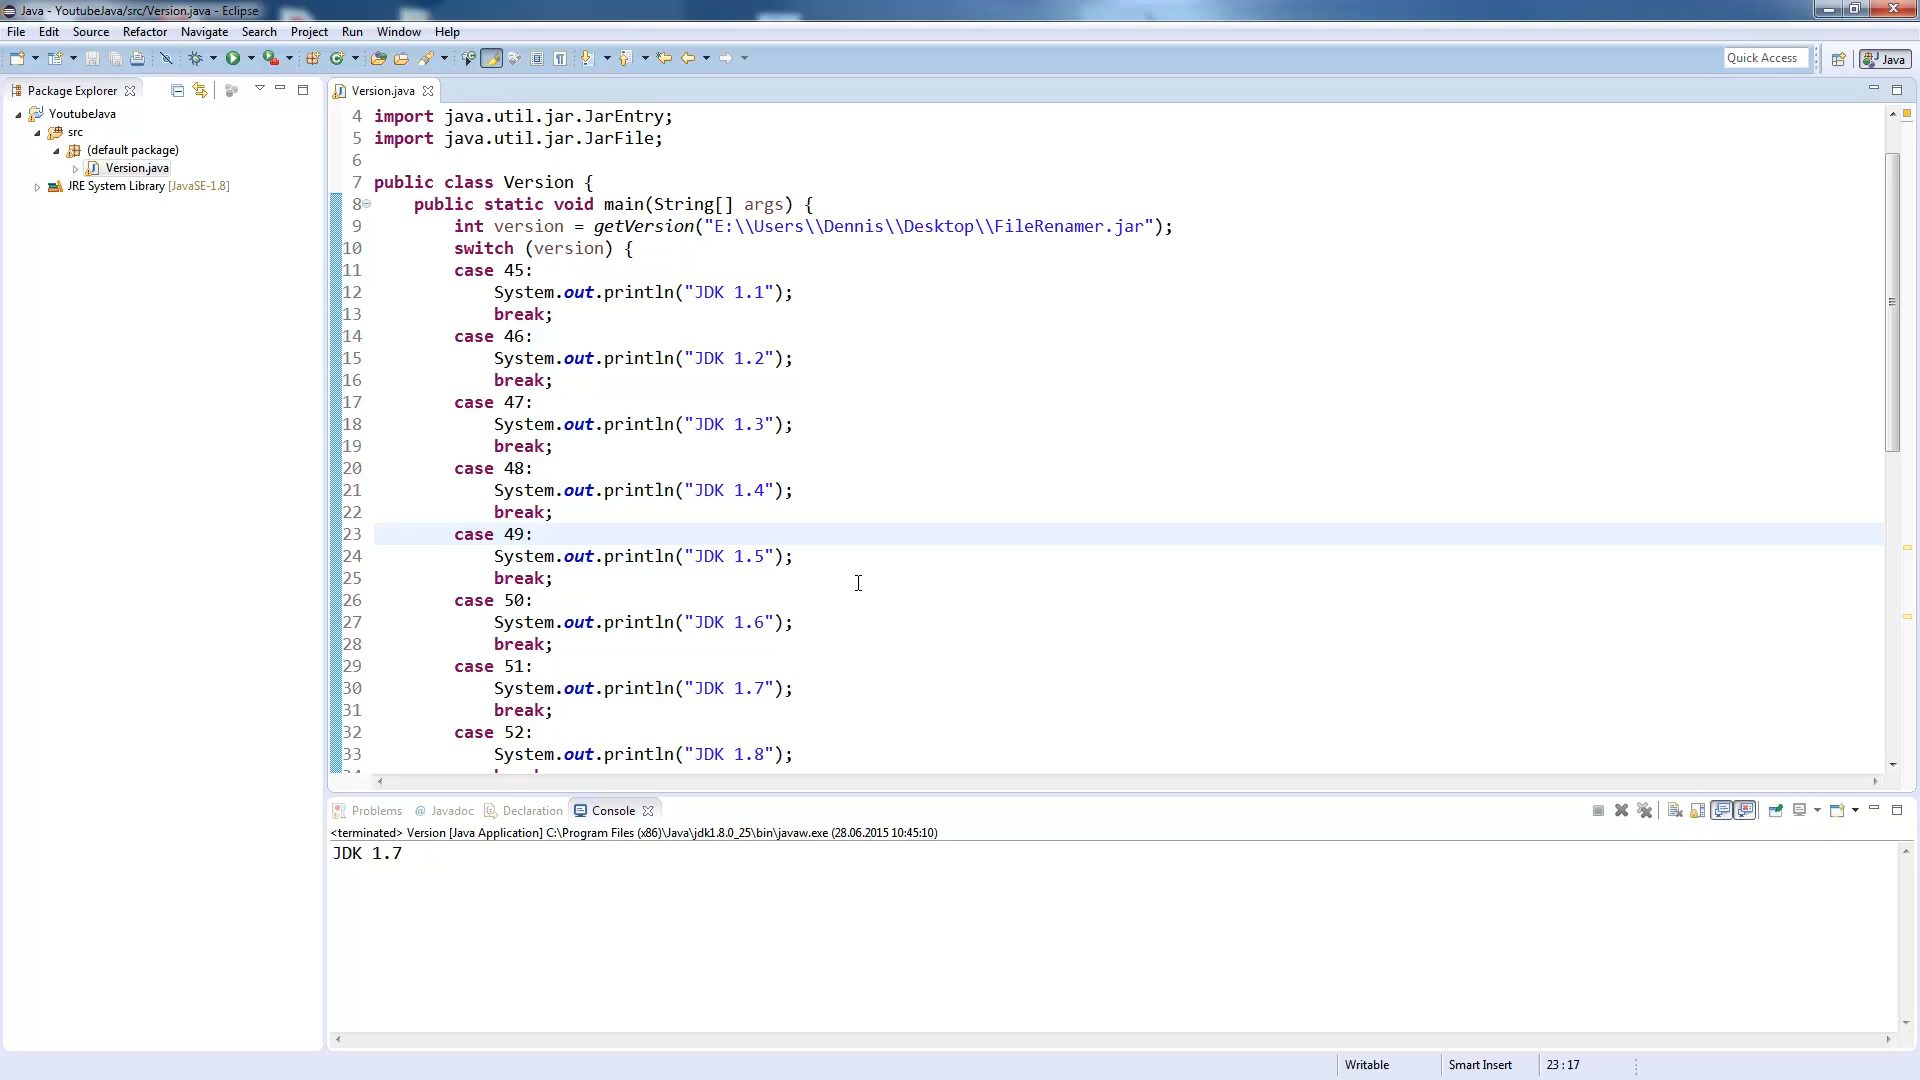 Java - YoutubeJava/src/Version.java - Eclipse
File Edit Source Refactor Navigate Search Project Run Window Help
Quick Access Java
Package Explorer
YoutubeJava
src
(default package)
Version.java
JRE System Library [JavaSE-1.8]
Version.java
4 import java.util.jar.JarEntry;
5 import java.util.jar.JarFile;
6
7 public class Version {
8 public static void main(String[] args) {
9 int version = getVersion("E:\\Users\\Dennis\\Desktop\\FileRenamer.jar");
10 switch (version) {
11 case 45:
12 System.out.println("JDK 1.1");
13 break;
14 case 46:
15 System.out.println("JDK 1.2");
16 break;
17 case 47:
18 System.out.println("JDK 1.3");
19 break;
20 case 48:
21 System.out.println("JDK 1.4");
22 break;
23 case 49:
24 System.out.println("JDK 1.5");
25 break;
26 case 50:
27 System.out.println("JDK 1.6");
28 break;
29 case 51:
30 System.out.println("JDK 1.7");
31 break;
32 case 52:
33 System.out.println("JDK 1.8");
Problems @ Javadoc Declaration Console
<terminated> Version [Java Application] C:\Program Files (x86)\Java\jdk1.8.0_25\bin\javaw.exe (28.06.2015 10:45:10)
JDK 1.7
Writable Smart Insert 23 : 17